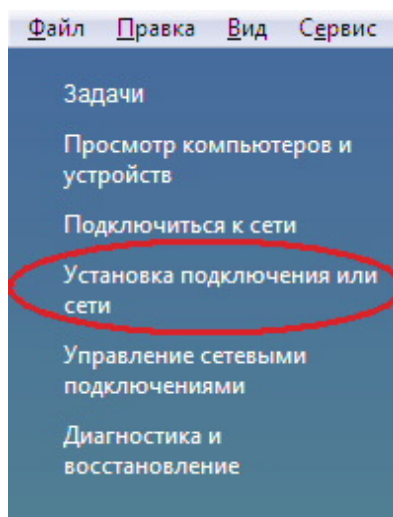 Файл Правка Вид Сервис
Задачи
Просмотр компьютеров и
устройств
Подключиться к сети
Установка подключения или
сети
Управление сетевыми
подключениями
Диагностика и
восстановление